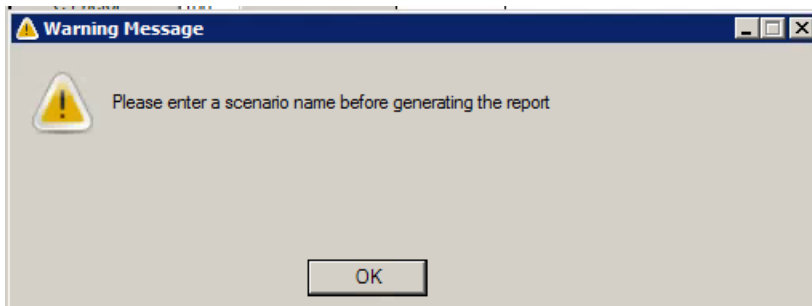 Warning Message
Please enter a scenario name before generating the report
OK